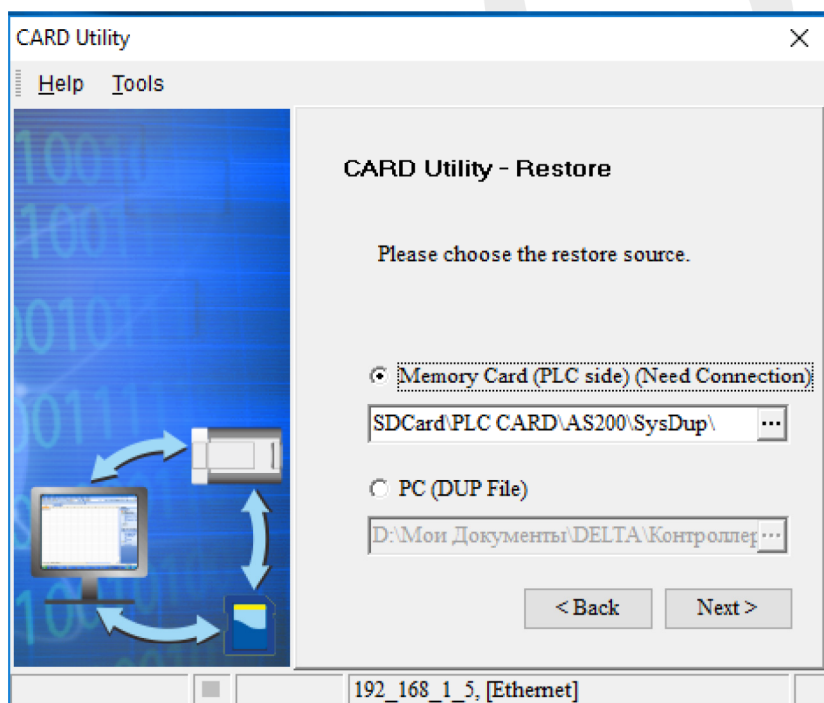 CARD Utility
Help Tools
CARD Utility - Restore
Please choose the restore source.
Memory Card (PLC side) (Need Connection)
SDCard\PLC CARD\AS200\SysDup\ ...
PC (DUP File)
D:\Мои Документы\DELTA\Контроллер ...
< Back Next >
192_168_1_5, [Ethernet]